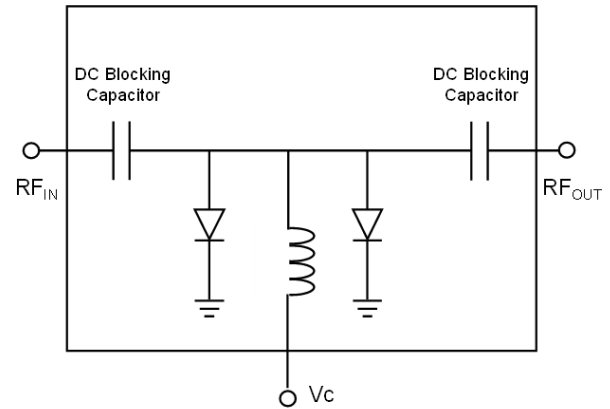 DC Blocking
Capacitor
DC Blocking
Capacitor
RF_IN
RF_OUT
Vc